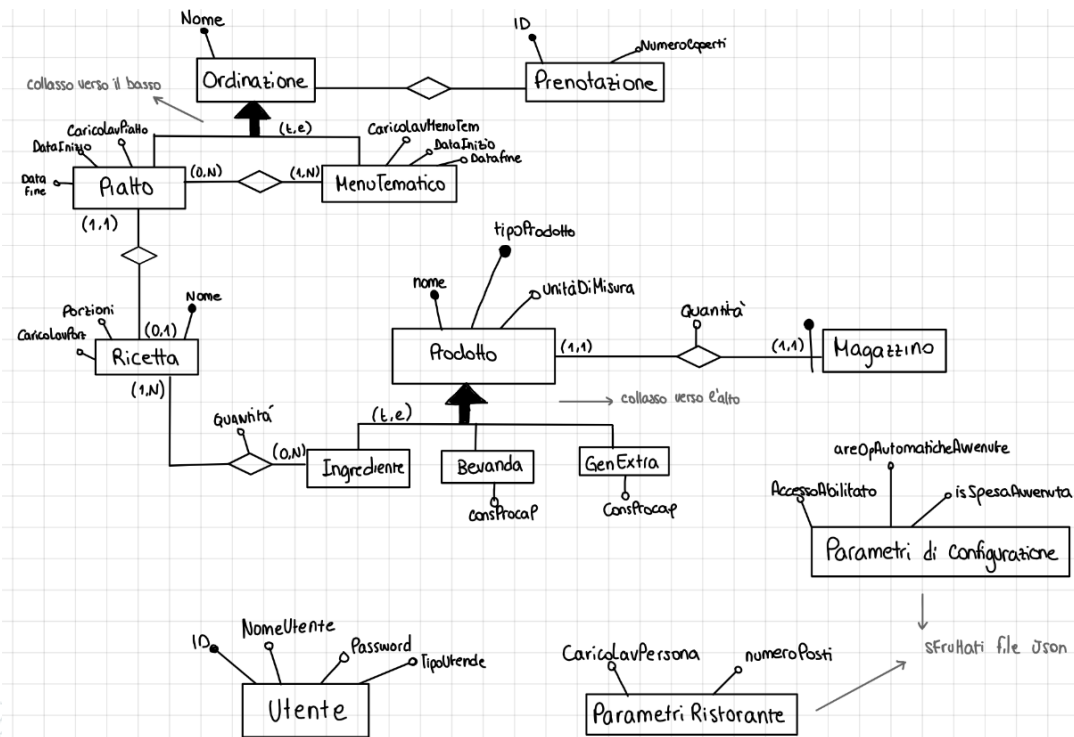 Nome
ID
NumeroCoperti
Ordinazione
Prenotazione
collasso verso il basso
(t,e)
CaricoLavPiatto
CaricoLavMenuTem
DataInizio
DataInizio
DataFine
Data
Fine
Piatto
(0,N)
(1,N)
MenuTematico
(1,1)
tipoProdotto
nome
UnitàDiMisura
Porzioni
Nome
CaricoLavPorz
(0,1)
Ricetta
Prodotto
(1,1)
Quantità
(1,1)
Magazzino
(1,N)
(t,e)
collasso verso l'alto
Quantità
(0,N)
Ingrediente
Bevanda
GenExtra
ConsProcap
ConsProcap
areOpAutomaticheAvvenute
AccessoAbilitato
isSpesaAvvenuta
Parametri di Configurazione
sfruttati file Json
ID
NomeUtente
Password
TipoUtende
Utente
CaricoLavPersona
numeroPosti
Parametri Ristorante